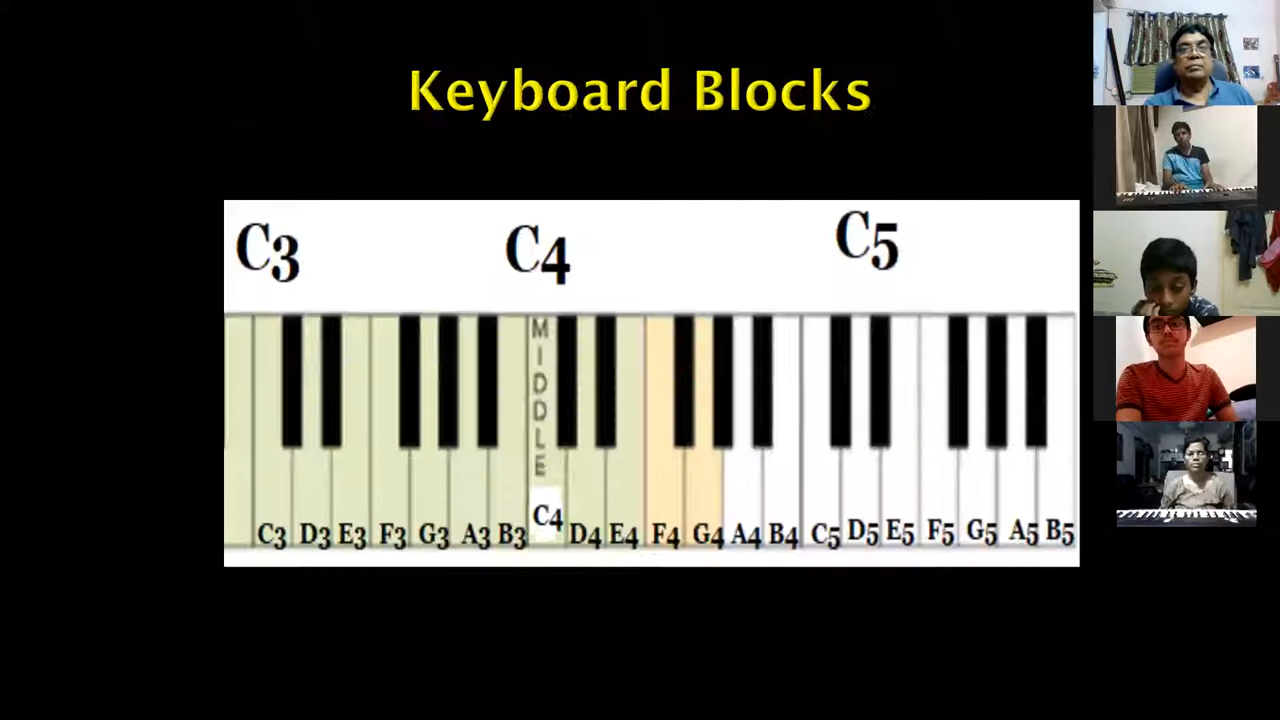 Keyboard Blocks
C3 C4 C5
MIDDLE
C3 D3 E3 F3 G3 A3 B3 C4 D4 E4 F4 G4 A4 B4 C5 D5 E5 F5 G5 A5 B5